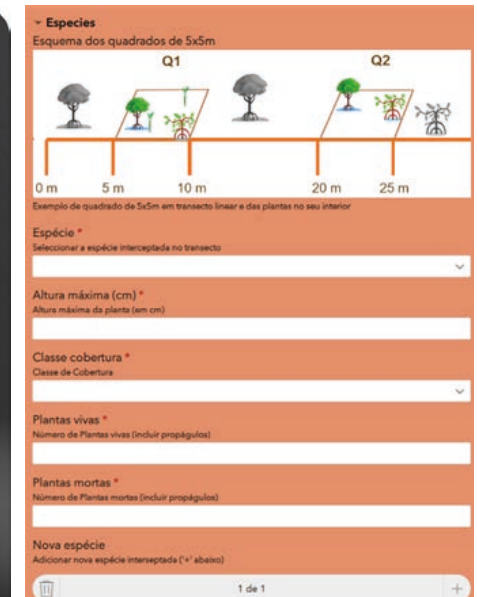 Especies
Esquema dos quadrados de 5x5m
Q1 Q2
0 m 5 m 10 m 20 m 25 m
Exemplo de quadrado de 5x5m em transecto linear e das plantas no seu interior
Espécie *
Seleccionar a espécie interceptada no transecto
Altura máxima (cm) *
Altura máxima da planta (em cm)
Classe cobertura *
Classe de Cobertura
Plantas vivas *
Número de Plantas vivas (incluir propágulos)
Plantas mortas *
Número de Plantas mortas (incluir propágulos)
Nova espécie
Adicionar nova espécie interseptada ('+' abaixo)
1 de 1